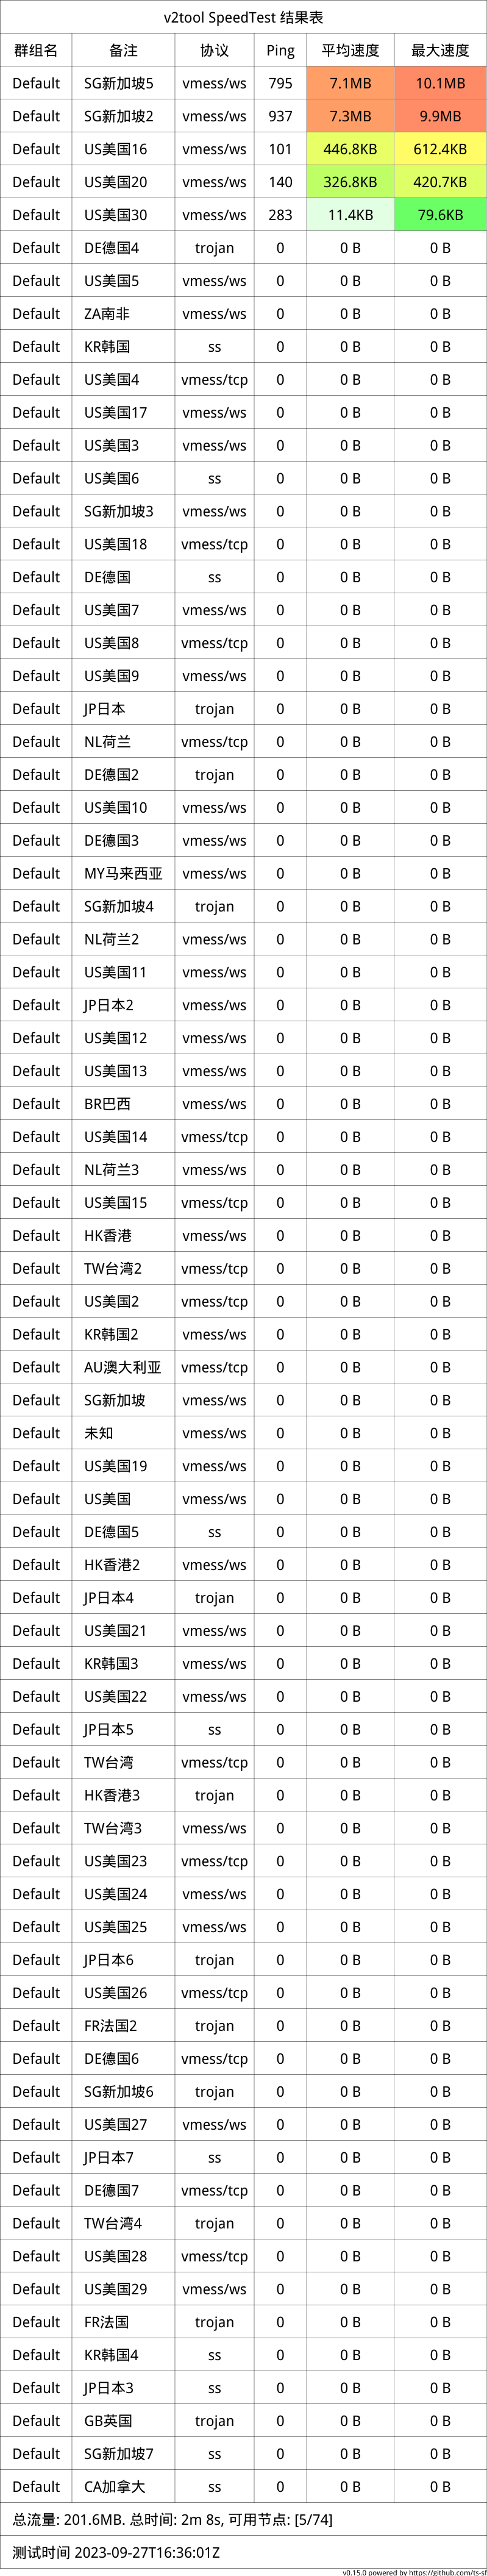 v2tool SpeedTest 结果表
群组名 备注 协议 Ping 平均速度 最大速度
Default SG新加坡5 vmess/ws 795 7.1MB 10.1MB
Default SG新加坡2 vmess/ws 937 7.3MB 9.9MB
Default US美国16 vmess/ws 101 446.8KB 612.4KB
Default US美国20 vmess/ws 140 326.8KB 420.7KB
Default US美国30 vmess/ws 283 11.4KB 79.6KB
Default DE德国4 trojan 0 0 B 0 B
Default US美国5 vmess/ws 0 0 B 0 B
Default ZA南非 vmess/ws 0 0 B 0 B
Default KR韩国 ss 0 0 B 0 B
Default US美国4 vmess/tcp 0 0 B 0 B
Default US美国17 vmess/ws 0 0 B 0 B
Default US美国3 vmess/ws 0 0 B 0 B
Default US美国6 ss 0 0 B 0 B
Default SG新加坡3 vmess/ws 0 0 B 0 B
Default US美国18 vmess/tcp 0 0 B 0 B
Default DE德国 ss 0 0 B 0 B
Default US美国7 vmess/ws 0 0 B 0 B
Default US美国8 vmess/tcp 0 0 B 0 B
Default US美国9 vmess/ws 0 0 B 0 B
Default JP日本 trojan 0 0 B 0 B
Default NL荷兰 vmess/tcp 0 0 B 0 B
Default DE德国2 trojan 0 0 B 0 B
Default US美国10 vmess/ws 0 0 B 0 B
Default DE德国3 vmess/ws 0 0 B 0 B
Default MY马来西亚 vmess/ws 0 0 B 0 B
Default SG新加坡4 trojan 0 0 B 0 B
Default NL荷兰2 vmess/ws 0 0 B 0 B
Default US美国11 vmess/ws 0 0 B 0 B
Default JP日本2 vmess/ws 0 0 B 0 B
Default US美国12 vmess/ws 0 0 B 0 B
Default US美国13 vmess/ws 0 0 B 0 B
Default BR巴西 vmess/ws 0 0 B 0 B
Default US美国14 vmess/tcp 0 0 B 0 B
Default NL荷兰3 vmess/ws 0 0 B 0 B
Default US美国15 vmess/tcp 0 0 B 0 B
Default HK香港 vmess/ws 0 0 B 0 B
Default TW台湾2 vmess/tcp 0 0 B 0 B
Default US美国2 vmess/tcp 0 0 B 0 B
Default KR韩国2 vmess/ws 0 0 B 0 B
Default AU澳大利亚 vmess/tcp 0 0 B 0 B
Default SG新加坡 vmess/ws 0 0 B 0 B
Default 未知 vmess/ws 0 0 B 0 B
Default US美国19 vmess/ws 0 0 B 0 B
Default US美国 vmess/ws 0 0 B 0 B
Default DE德国5 ss 0 0 B 0 B
Default HK香港2 vmess/ws 0 0 B 0 B
Default JP日本4 trojan 0 0 B 0 B
Default US美国21 vmess/ws 0 0 B 0 B
Default KR韩国3 vmess/ws 0 0 B 0 B
Default US美国22 vmess/ws 0 0 B 0 B
Default JP日本5 ss 0 0 B 0 B
Default TW台湾 vmess/tcp 0 0 B 0 B
Default HK香港3 trojan 0 0 B 0 B
Default TW台湾3 vmess/ws 0 0 B 0 B
Default US美国23 vmess/tcp 0 0 B 0 B
Default US美国24 vmess/ws 0 0 B 0 B
Default US美国25 vmess/ws 0 0 B 0 B
Default JP日本6 trojan 0 0 B 0 B
Default US美国26 vmess/tcp 0 0 B 0 B
Default FR法国2 trojan 0 0 B 0 B
Default DE德国6 vmess/tcp 0 0 B 0 B
Default SG新加坡6 trojan 0 0 B 0 B
Default US美国27 vmess/ws 0 0 B 0 B
Default JP日本7 ss 0 0 B 0 B
Default DE德国7 vmess/tcp 0 0 B 0 B
Default TW台湾4 trojan 0 0 B 0 B
Default US美国28 vmess/tcp 0 0 B 0 B
Default US美国29 vmess/ws 0 0 B 0 B
Default FR法国 trojan 0 0 B 0 B
Default KR韩国4 ss 0 0 B 0 B
Default JP日本3 ss 0 0 B 0 B
Default GB英国 trojan 0 0 B 0 B
Default SG新加坡7 ss 0 0 B 0 B
Default CA加拿大 ss 0 0 B 0 B
总流量: 201.6MB. 总时间: 2m 8s, 可用节点: [5/74]
测试时间 2023-09-27T16:36:01Z
v0.15.0 powered by https://github.com/ts-sf